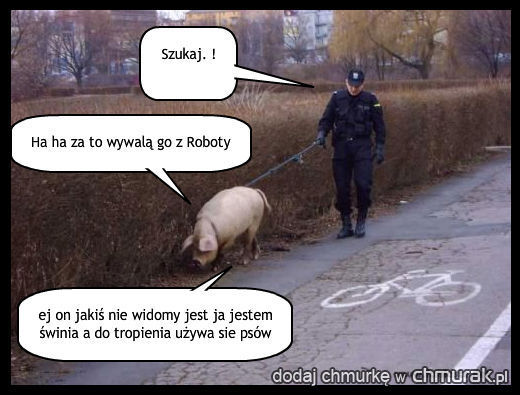 Szukaj. !
Ha ha za to wywalą go z Roboty
ej on jakiś nie widomy jest ja jestem
świnia a do tropienia używa sie psów
dodaj chmurkę w chmurak.pl